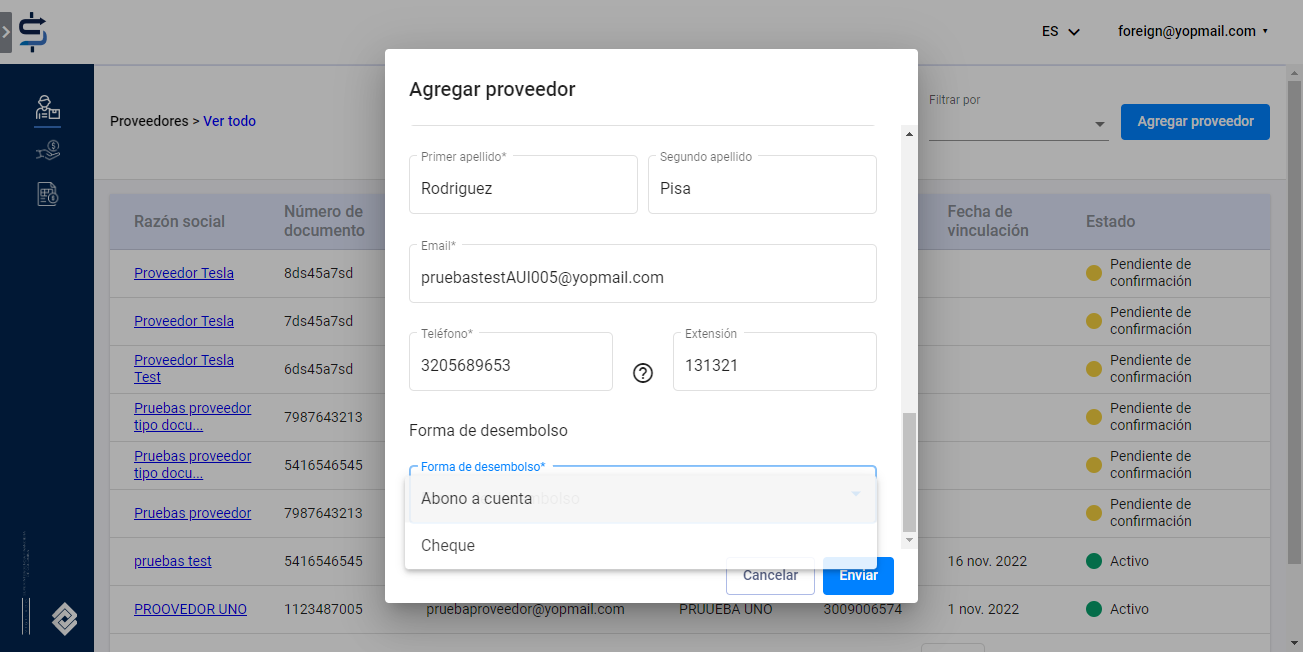 ES
foreign@yopmail.com
Agregar proveedor
Proveedores > Ver todo
Filtrar por
Agregar proveedor
Primer apellido*
Rodriguez
Segundo apellido
Pisa
Email*
pruebastestAUI005@yopmail.com
Teléfono*
3205689653
Extensión
131321
Forma de desembolso
Forma de desembolso*
Abono a cuenta
Cheque
Cancelar
Enviar
Razón social
Número de
documento
Fecha de
vinculación
Estado
Proveedor Tesla
8ds45a7sd
Pendiente de
confirmación
Proveedor Tesla
7ds45a7sd
Pendiente de
confirmación
Proveedor Tesla
Test
6ds45a7sd
Pendiente de
confirmación
Pruebas proveedor
tipo docu...
7987643213
Pendiente de
confirmación
Pruebas proveedor
tipo docu...
5416546545
Pendiente de
confirmación
Pruebas proveedor
7987643213
Pendiente de
confirmación
pruebas test
5416546545
16 nov. 2022
Activo
PROOVEDOR UNO
1123487005
pruebaproveedor@yopmail.com
PRUUEBA UNO
3009006574
1 nov. 2022
Activo